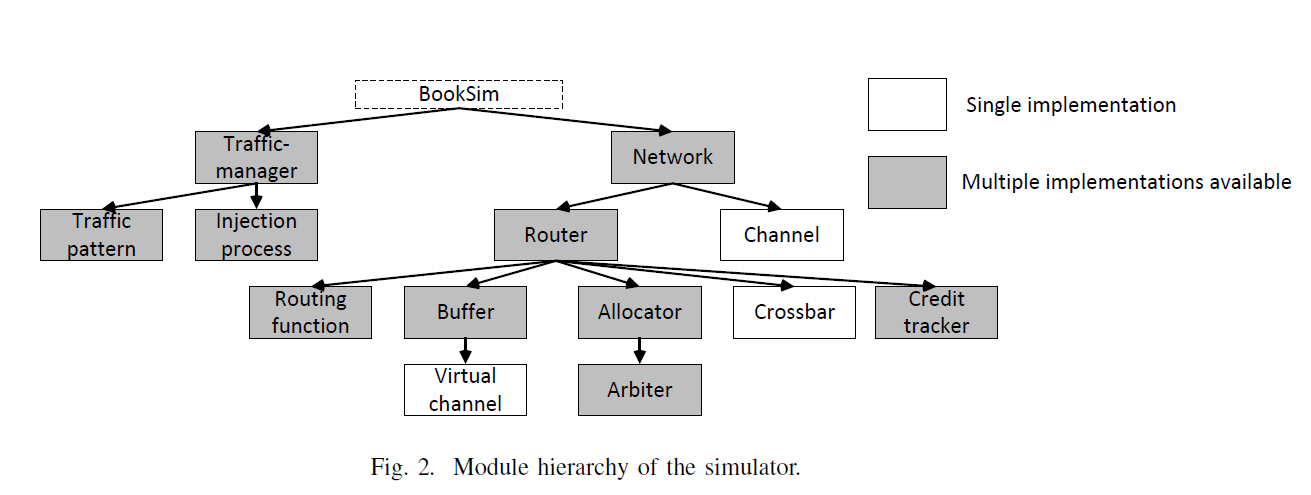 BookSim
Single implementation
Traffic-
manager
Network
Multiple implementations available
Traffic
pattern
Injection
process
Router
Channel
Routing
function
Buffer
Allocator
Crossbar
Credit
tracker
Virtual
channel
Arbiter
Fig. 2. Module hierarchy of the simulator.